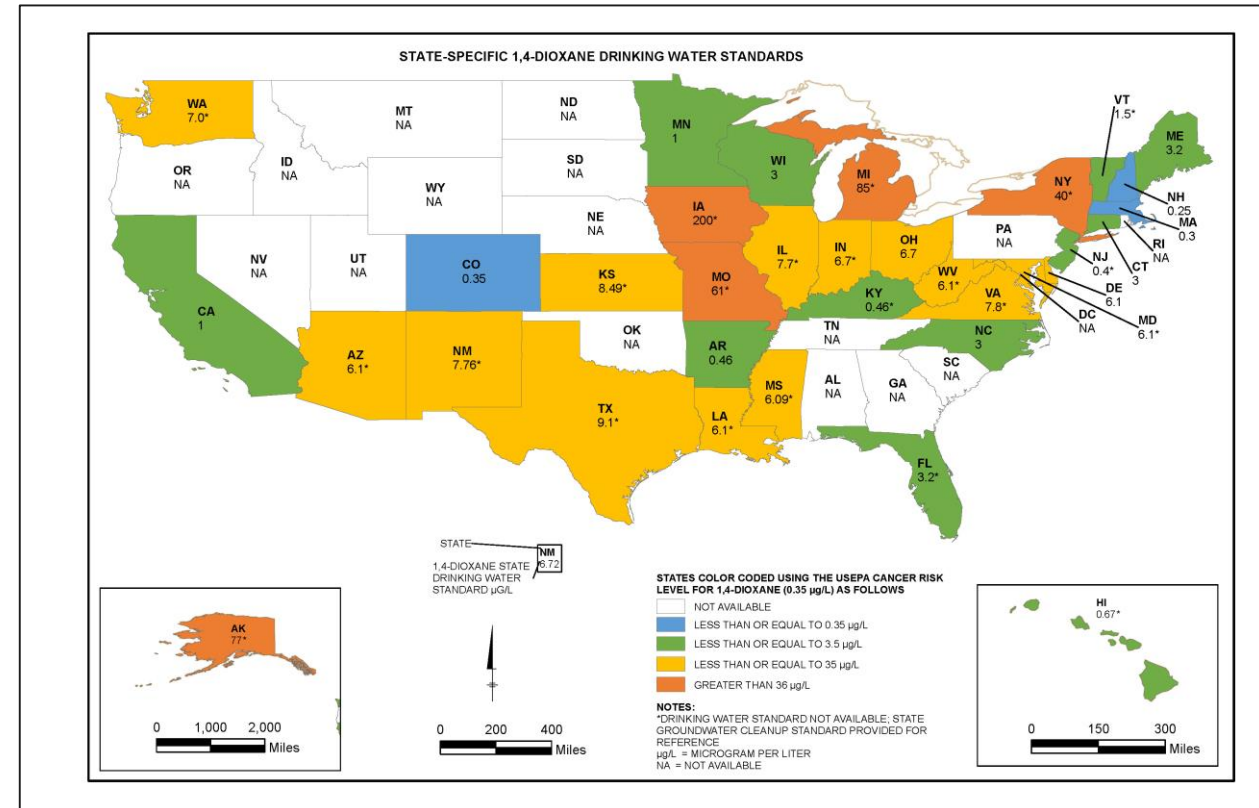 STATE-SPECIFIC 1,4-DIOXANE DRINKING WATER STANDARDS
WA
7.0*
MT
NA
ND
NA
MN
1
VT
1.5*
ME
3.2
OR
NA
ID
NA
SD
NA
WI
3
MI
85*
NY
40*
WY
NA
NH
0.25
MA
0.3
IA
200*
NE
NA
PA
NA
RI
NA
NV
NA
UT
NA
CO
0.35
IL
7.7*
IN
6.7*
OH
6.7
NJ
0.4*
CT
3
KS
8.49*
MO
61*
WV
6.1*
DE
6.1
CA
1
KY
0.46*
VA
7.8*
DC
NA
MD
6.1*
OK
NA
TN
NA
NC
3
AZ
6.1*
NM
7.76*
AR
0.46
SC
NA
MS
6.09*
AL
NA
GA
NA
TX
9.1*
LA
6.1*
FL
3.2*
STATE
NM
1,4-DIOXANE STATE
DRINKING WATER
STANDARD µG/L
6.72
STATES COLOR CODED USING THE USEPA CANCER RISK
LEVEL FOR 1,4-DIOXANE (0.35 µg/L) AS FOLLOWS
NOT AVAILABLE
LESS THAN OR EQUAL TO 0.35 µg/L
LESS THAN OR EQUAL TO 3.5 µg/L
LESS THAN OR EQUAL TO 35 µg/L
GREATER THAN 36 µg/L
NOTES:
*DRINKING WATER STANDARD NOT AVAILABLE; STATE
GROUNDWATER CLEANUP STANDARD PROVIDED FOR
REFERENCE
µg/L = MICROGRAM PER LITER
NA = NOT AVAILABLE
AK
77*
0 1,000 2,000
Miles
0 200 400
Miles
HI
0.67*
0 150 300
Miles